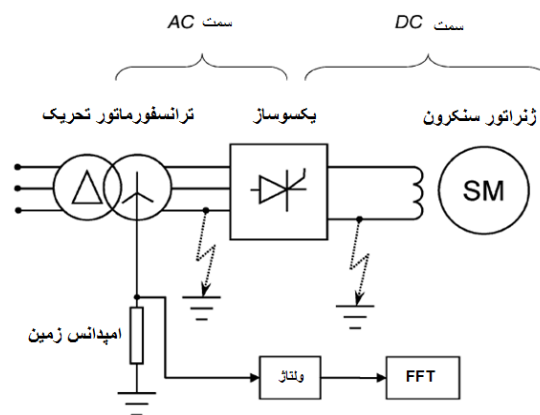 سمت AC
سمت DC
ترانسفورماتور تحریک
یکسوساز
ژنراتور سنکرون
SM
امپدانس زمین
ولتاژ
FFT